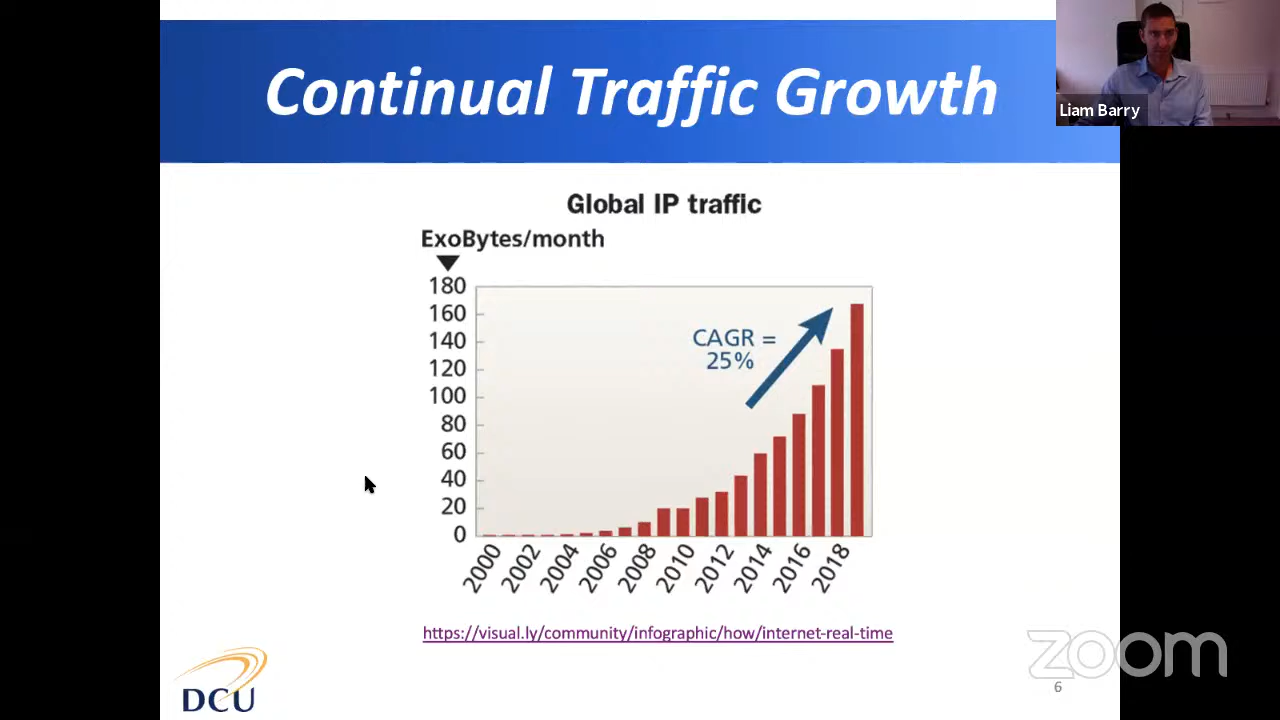 Continual Traffic Growth
Liam Barry
Global IP traffic
ExoBytes/month
180
160
140
120
100
80
60
40
20
0
CAGR =
25%
2000
2002
2004
2006
2008
2010
2012
2014
2016
2018
https://visual.ly/community/infographic/how/internet-real-time
DCU
zoom
6